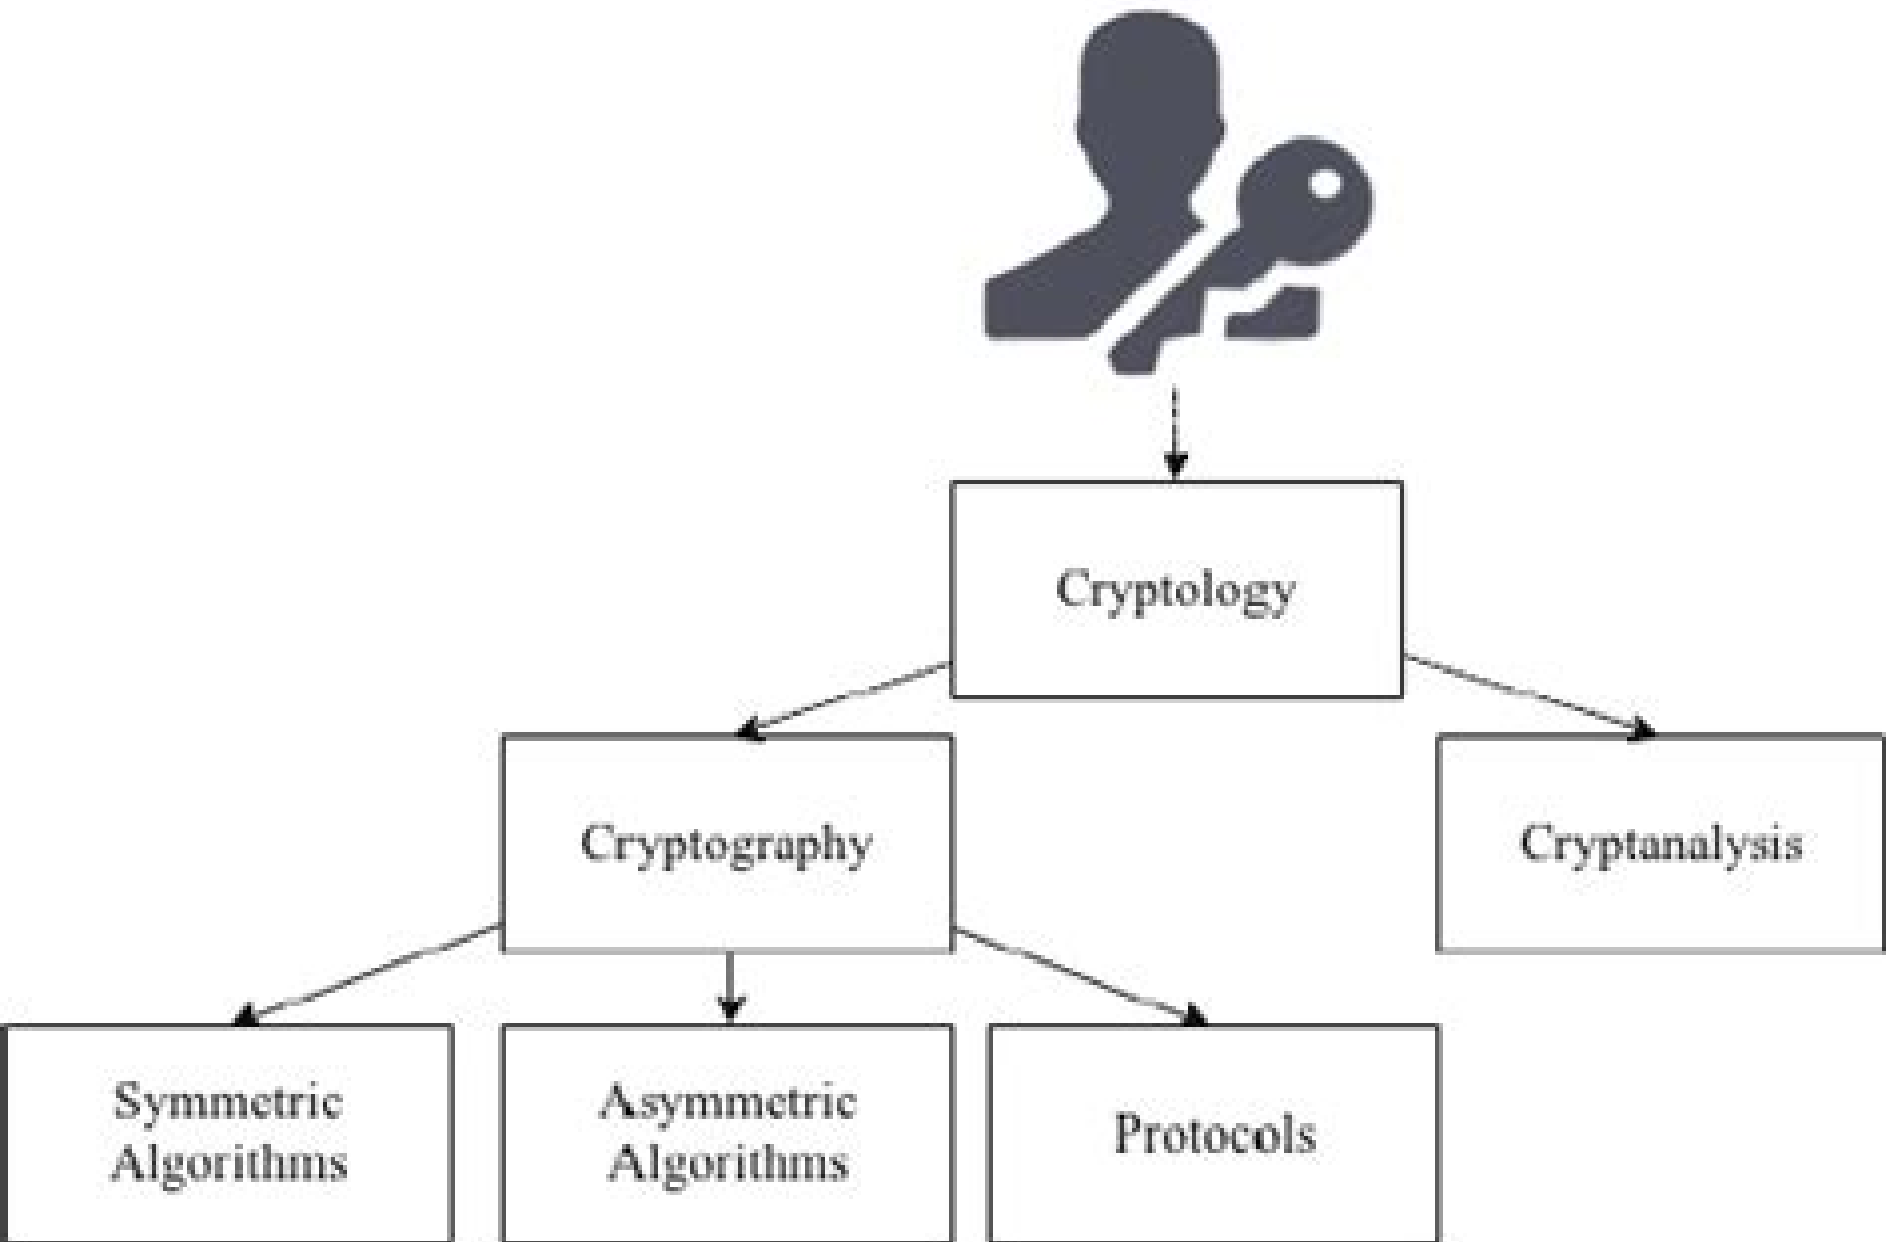 Cryptology
Cryptography
Cryptanalysis
Symmetric
Algorithms
Asymmetric
Algorithms
Protocols